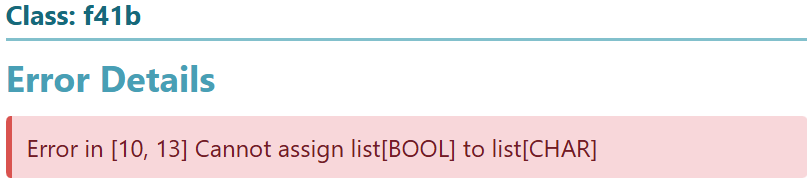 Class: f41b
Error Details
Error in [10, 13] Cannot assign list[BOOL] to list[CHAR]